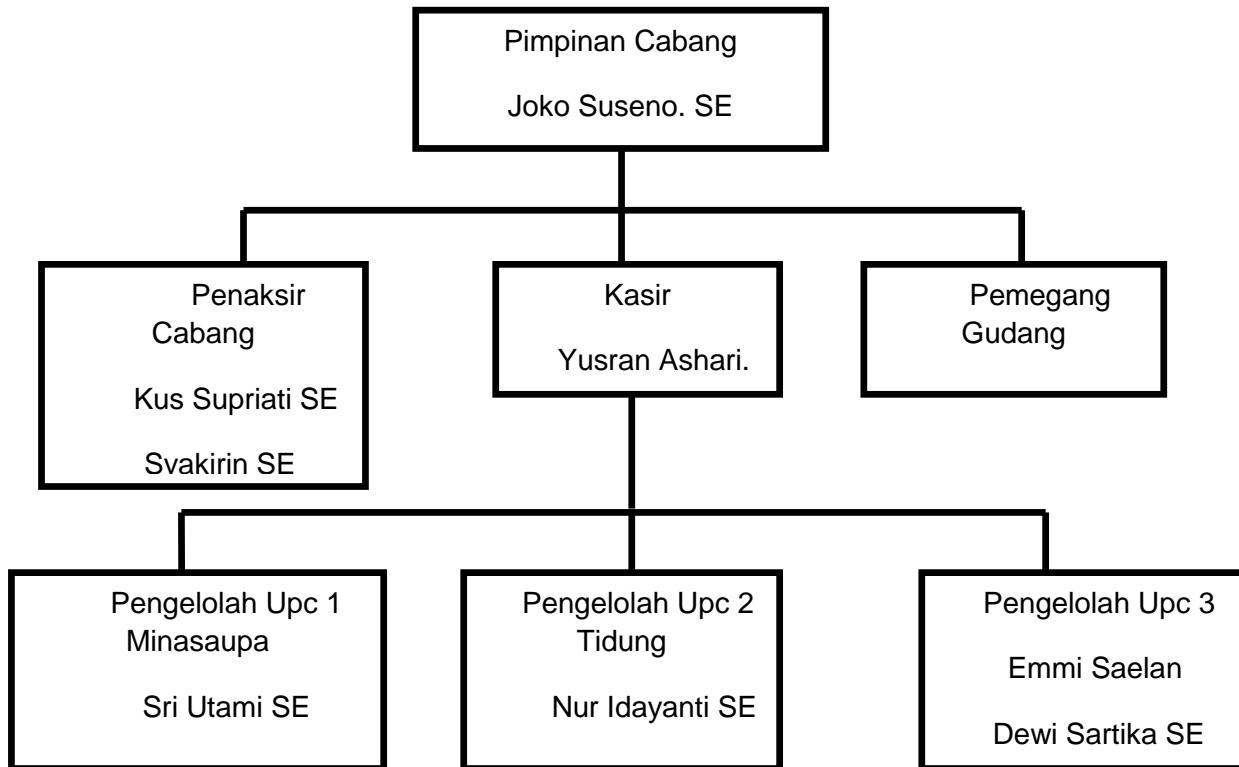 Pimpinan Cabang
Joko Suseno. SE
Penaksir
Cabang
Kus Supriati SE
Svakirin SE
Kasir
Yusran Ashari.
Pemegang
Gudang
Pengelolah Upc 1
Minasaupa
Sri Utami SE
Pengelolah Upc 2
Tidung
Nur Idayanti SE
Pengelolah Upc 3
Emmi Saelan
Dewi Sartika SE